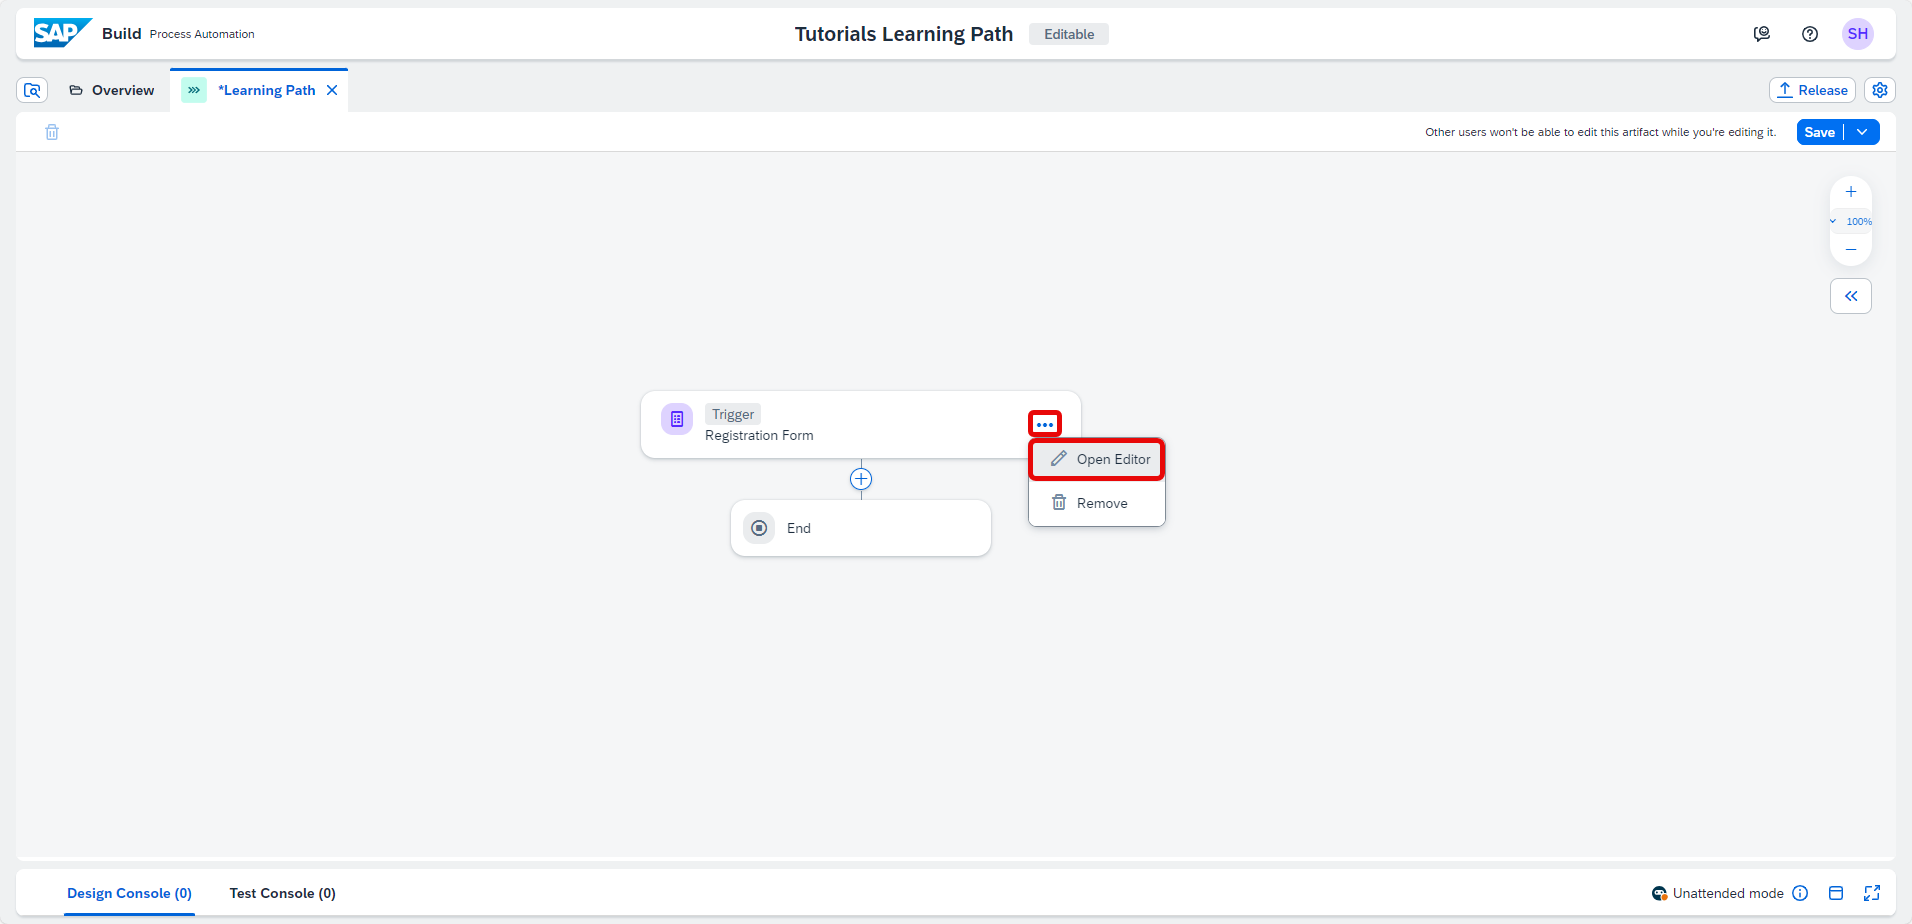 SAP Build Process Automation
Tutorials Learning Path Editable
SH
Overview
*Learning Path
Release
Other users won't be able to edit this artifact while you're editing it.
Save
100%
Trigger
Registration Form
Open Editor
Remove
End
Design Console (0)
Test Console (0)
Unattended mode